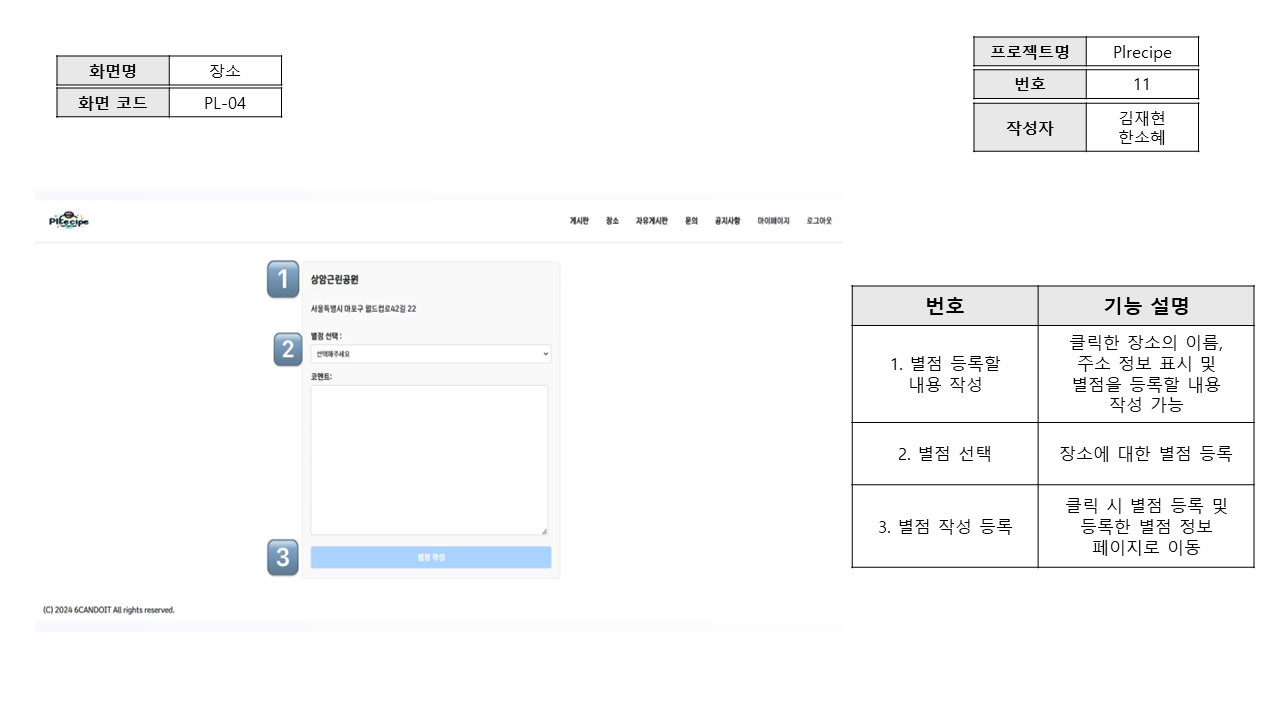 화면명 장소
화면 코드 PL-04
프로젝트명 Plrecipe
번호 11
작성자 김재현
한소혜
PlRecipe
게시판 장소 자유게시판 문의 공지사항 마이페이지 로그아웃
1
상암근린공원
서울특별시 마포구 월드컵로42길 22
2
별점 선택 :
선택해주세요
코멘트:
3
별점 작성
(C) 2024 6CANDOIT All rights reserved.
번호 기능 설명
1. 별점 등록할
내용 작성
클릭한 장소의 이름,
주소 정보 표시 및
별점을 등록할 내용
작성 가능
2. 별점 선택 장소에 대한 별점 등록
3. 별점 작성 등록
클릭 시 별점 등록 및
등록한 별점 정보
페이지로 이동